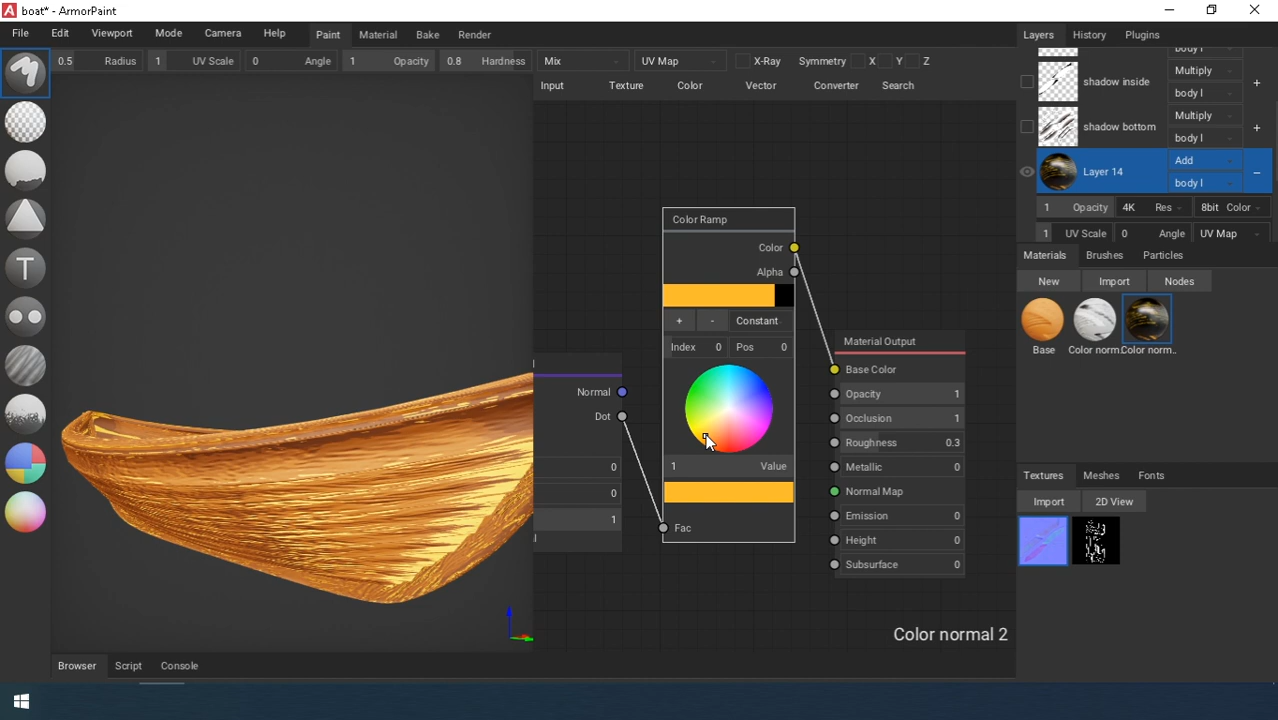 boat* - ArmorPaint
File Edit Viewport Mode Camera Help
Paint Material Bake Render
0.5 Radius 1 UV Scale 0 Angle 1 Opacity 0.8 Hardness Mix UV Map X-Ray Symmetry X Y Z
Input Texture Color Vector Converter Search
Color Ramp
Color
Alpha
+ - Constant
Index 0 Pos 0
1 Value
Fac
Normal
Dot
0
0
1
Material Output
Base Color
Opacity 1
Occlusion 1
Roughness 0.3
Metallic 0
Normal Map
Emission 0
Height 0
Subsurface 0
Color normal 2
Layers History Plugins
body l
shadow inside Multiply +
body l
shadow bottom Multiply +
body l
Layer 14 Add -
body l
1 Opacity 4K Res 8bit Color
1 UV Scale 0 Angle UV Map
Materials Brushes Particles
New Import Nodes
Base Color norm.. Color norm..
Textures Meshes Fonts
Import 2D View
Browser Script Console